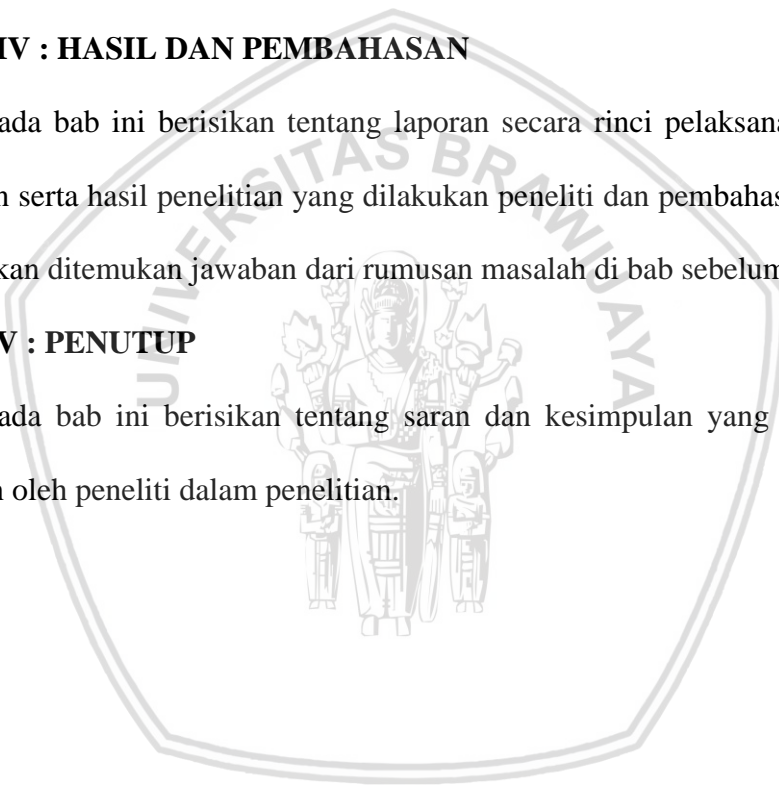 IV : HASIL DAN PEMBAHASAN
ada bab ini berisikan tentang laporan secara rinci pelaksana
n serta hasil penelitian yang dilakukan peneliti dan pembahas
kan ditemukan jawaban dari rumusan masalah di bab sebelum
V : PENUTUP
ada bab ini berisikan tentang saran dan kesimpulan yang
n oleh peneliti dalam penelitian.
UNIVERSITAS BRAWIJAYA